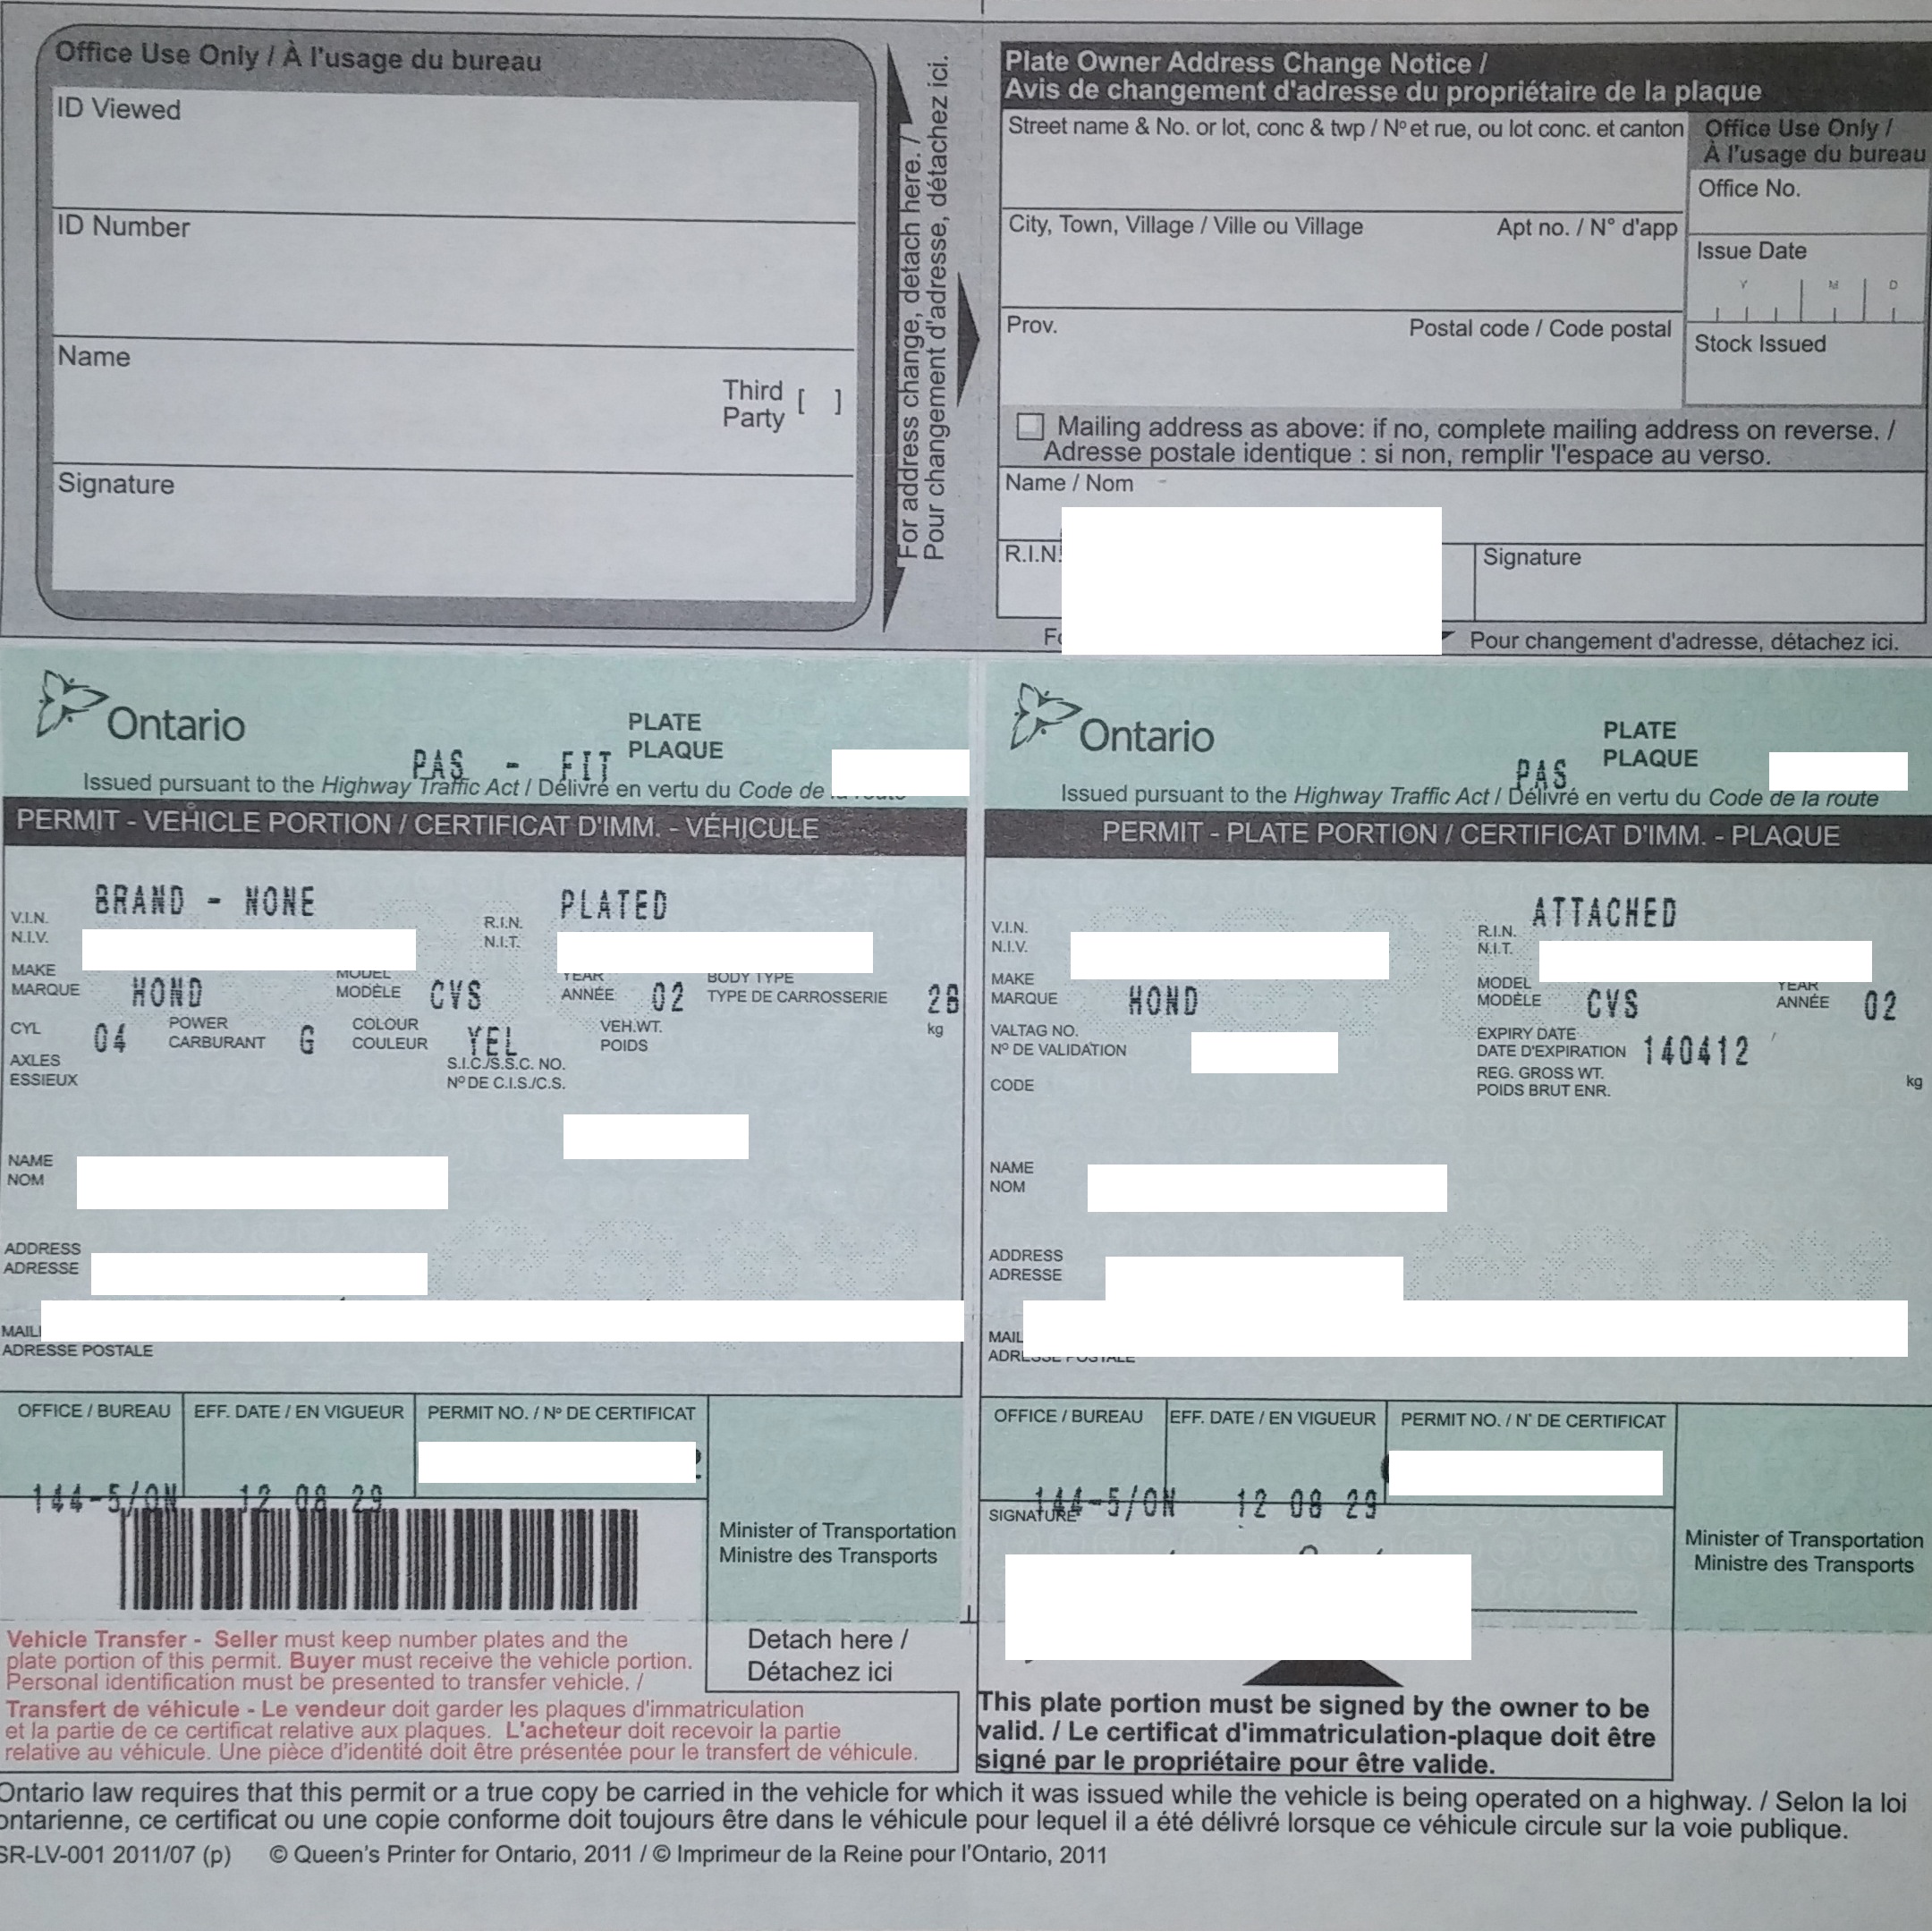 Office Use Only / À l'usage du bureau
ID Viewed
ID Number
Name
Third
Party [ ]
Signature
For address change, detach here. /
Pour changement d'adresse, détachez ici.
Plate Owner Address Change Notice /
Avis de changement d'adresse du propriétaire de la plaque
Street name & No. or lot, conc & twp / Nº et rue, ou lot conc. et canton
Office Use Only /
À l'usage du bureau
Office No.
City, Town, Village / Ville ou Village Apt no. / N° d'app
Issue Date
Y M D
Prov. Postal code / Code postal
Stock Issued
Mailing address as above: if no, complete mailing address on reverse. /
Adresse postale identique : si non, remplir 'l'espace au verso.
Name / Nom
R.I.N. Signature
Pour changement d'adresse, détachez ici.
Ontario
PLATE
PLAQUE
PAS - FIT
Issued pursuant to the Highway Traffic Act / Délivré en vertu du Code de la route
PERMIT - VEHICLE PORTION / CERTIFICAT D'IMM. - VÉHICULE
BRAND - NONE PLATED
V.I.N. R.I.N.
N.I.V. N.I.T.
MAKE MODEL YEAR BODY TYPE
MARQUE HOND MODÈLE CVS ANNÉE 02 TYPE DE CARROSSERIE 2B
CYL 04 POWER G COLOUR YEL VEH.WT. kg
CARBURANT COULEUR POIDS
AXLES S.I.C./S.S.C. NO.
ESSIEUX Nº DE C.I.S./C.S.
NAME
NOM
ADDRESS
ADRESSE
ADRESSE POSTALE
OFFICE / BUREAU EFF. DATE / EN VIGUEUR PERMIT NO. / Nº DE CERTIFICAT
144-5/ON 12 08 29
Minister of Transportation
Ministre des Transports
Vehicle Transfer - Seller must keep number plates and the
plate portion of this permit. Buyer must receive the vehicle portion.
Personal identification must be presented to transfer vehicle. /
Transfert de véhicule - Le vendeur doit garder les plaques d'immatriculation
et la partie de ce certificat relative aux plaques. L'acheteur doit recevoir la partie
relative au véhicule. Une pièce d'identité doit être présentée pour le transfert de véhicule.
Detach here /
Détachez ici
Ontario
PLATE
PLAQUE
PAS
Issued pursuant to the Highway Traffic Act / Délivré en vertu du Code de la route
PERMIT - PLATE PORTION / CERTIFICAT D'IMM. - PLAQUE
ATTACHED
V.I.N. R.I.N.
N.I.V. N.I.T.
MAKE MODEL YEAR
MARQUE HOND MODÈLE CVS ANNÉE 02
VALTAG NO. EXPIRY DATE
Nº DE VALIDATION DATE D'EXPIRATION 140412
CODE REG. GROSS WT. kg
POIDS BRUT ENR.
NAME
NOM
ADDRESS
ADRESSE
OFFICE / BUREAU EFF. DATE / EN VIGUEUR PERMIT NO. / N° DE CERTIFICAT
144-5/ON 12 08 29
SIGNATURE
Minister of Transportation
Ministre des Transports
This plate portion must be signed by the owner to be
valid. / Le certificat d'immatriculation-plaque doit être
signé par le propriétaire pour être valide.
Ontario law requires that this permit or a true copy be carried in the vehicle for which it was issued while the vehicle is being operated on a highway. / Selon la loi
ontarienne, ce certificat ou une copie conforme doit toujours être dans le véhicule pour lequel il a été délivré lorsque ce véhicule circule sur la voie publique.
SR-LV-001 2011/07 (p) © Queen's Printer for Ontario, 2011 / © Imprimeur de la Reine pour l'Ontario, 2011